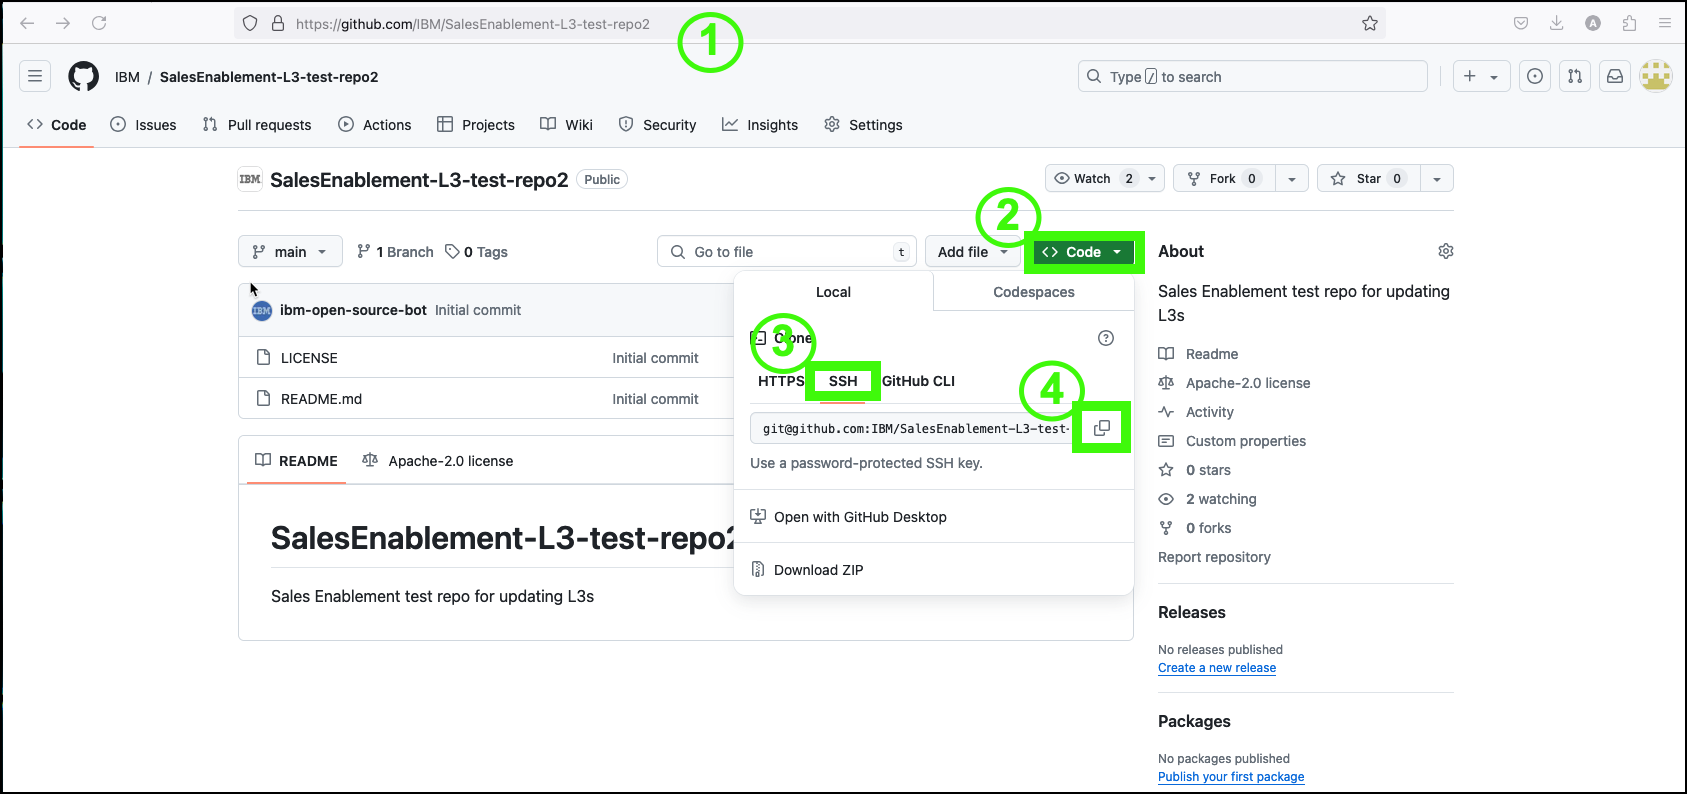 https://github.com/IBM/SalesEnablement-L3-test-repo2
1
A
IBM / SalesEnablement-L3-test-repo2
Type / to search
Code Issues Pull requests Actions Projects Wiki Security Insights Settings
IBM SalesEnablement-L3-test-repo2 Public
Watch 2 Fork 0 Star 0
2
main 1 Branch 0 Tags Go to file t Add file Code
About
Sales Enablement test repo for updating
L3s
Readme
Apache-2.0 license
Activity
Custom properties
0 stars
2 watching
0 forks
Report repository
Releases
No releases published
Create a new release
Packages
No packages published
Publish your first package
Local Codespaces
3
Clone
HTTPS SSH GitHub CLI
4
git@github.com:IBM/SalesEnablement-L3-test-
Use a password-protected SSH key.
Open with GitHub Desktop
Download ZIP
IBM ibm-open-source-bot Initial commit
LICENSE Initial commit
README.md Initial commit
README Apache-2.0 license
SalesEnablement-L3-test-repo2
Sales Enablement test repo for updating L3s